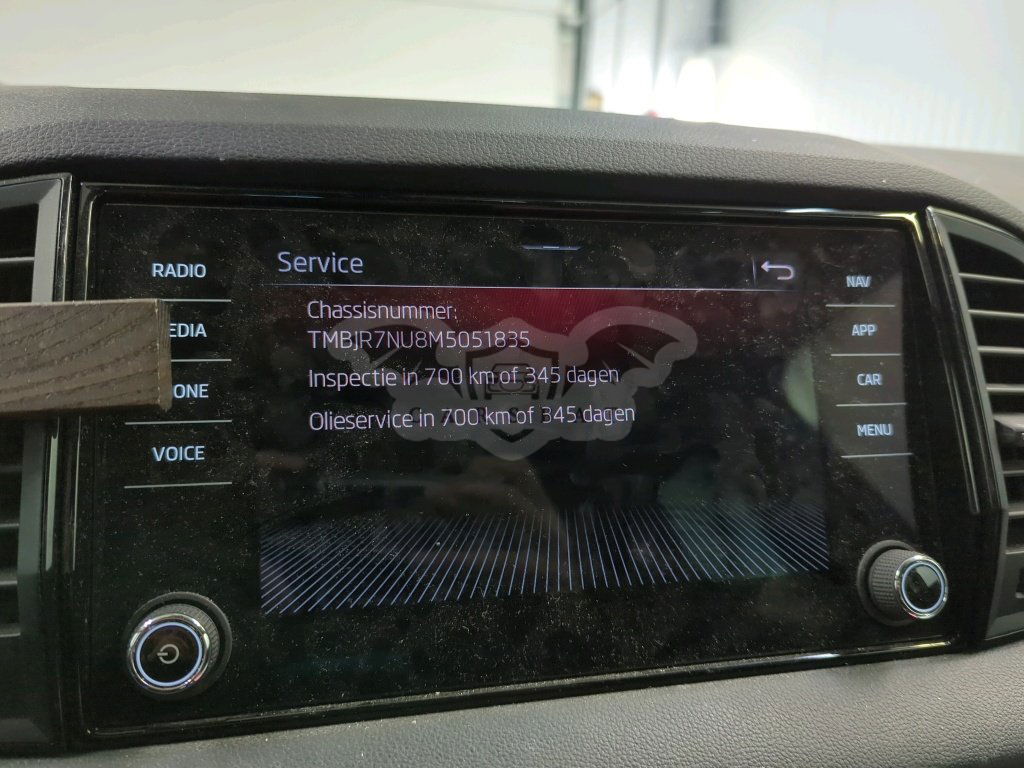 Service
RADIO
EDIA
ONE
VOICE
Chassisnummer:
TMBJR7NU8M5051835
Inspectie in 700 km of 345 dagen
Olieservice in 700 km of 345 dagen
NAV
APP
CAR
MENU